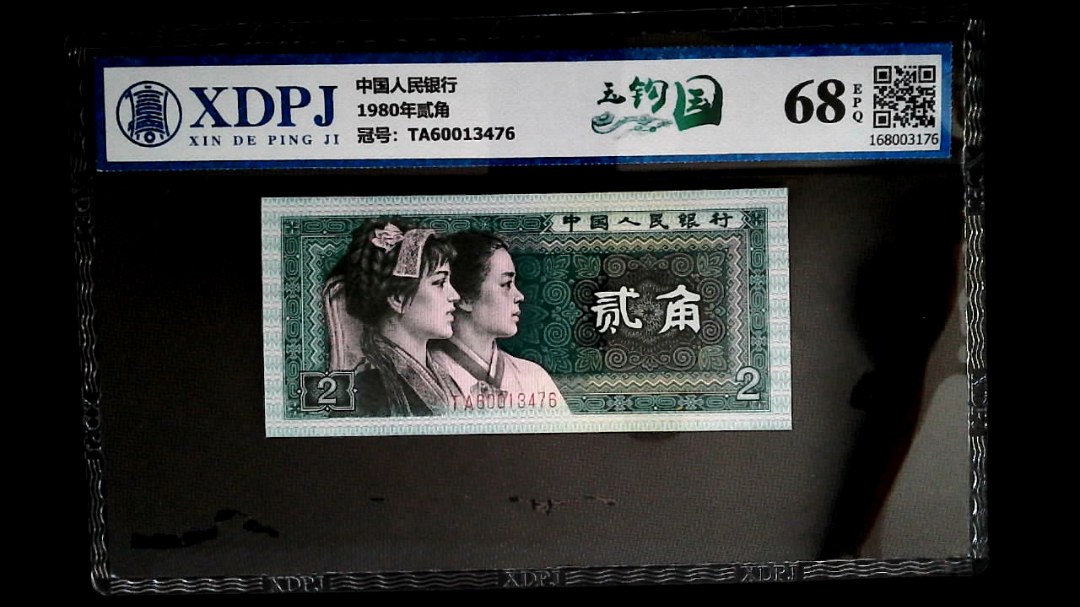 XDPJ
XIN DE PING JI
中国人民银行
1980年贰角
冠号：TA60013476
玉钩国
68
EPQ
168003176
中国人民银行
贰角
2
2
TA60013476
XDPJ
XDPJ
XDPJ